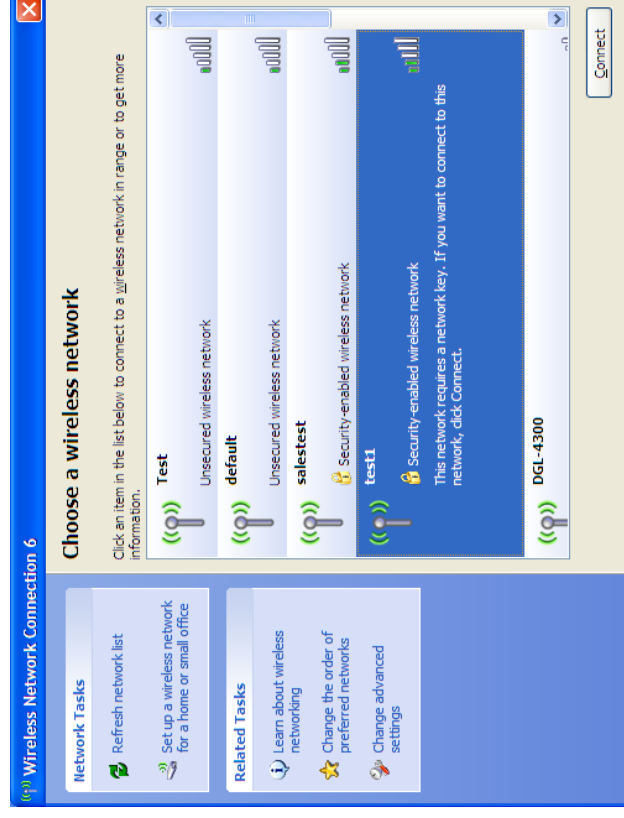 Wireless Network Connection 6
Network Tasks
Refresh network list
Set up a wireless network
for a home or small office
Related Tasks
Learn about wireless
networking
Change the order of
preferred networks
Change advanced
settings
Choose a wireless network
Click an item in the list below to connect to a wireless network in range or to get more
information.
Test
Unsecured wireless network
default
Unsecured wireless network
salestest
Security-enabled wireless network
test1
Security-enabled wireless network
This network requires a network key. If you want to connect to this
network, click Connect.
DGL-4300
Connect